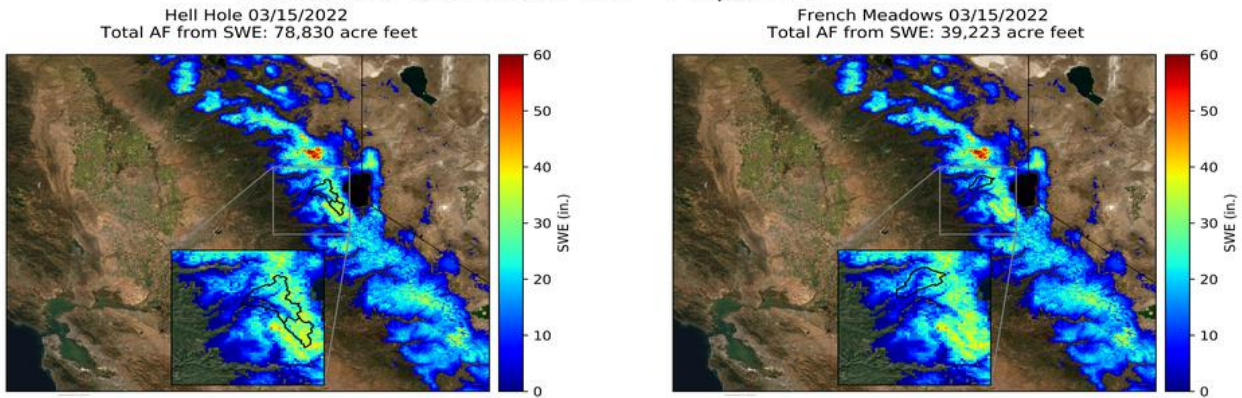 Hell Hole 03/15/2022
Total AF from SWE: 78,830 acre feet
60
50
40
30
20
10
0
SWE (in.)
French Meadows 03/15/2022
Total AF from SWE: 39,223 acre feet
60
50
40
30
20
10
0
SWE (in.)